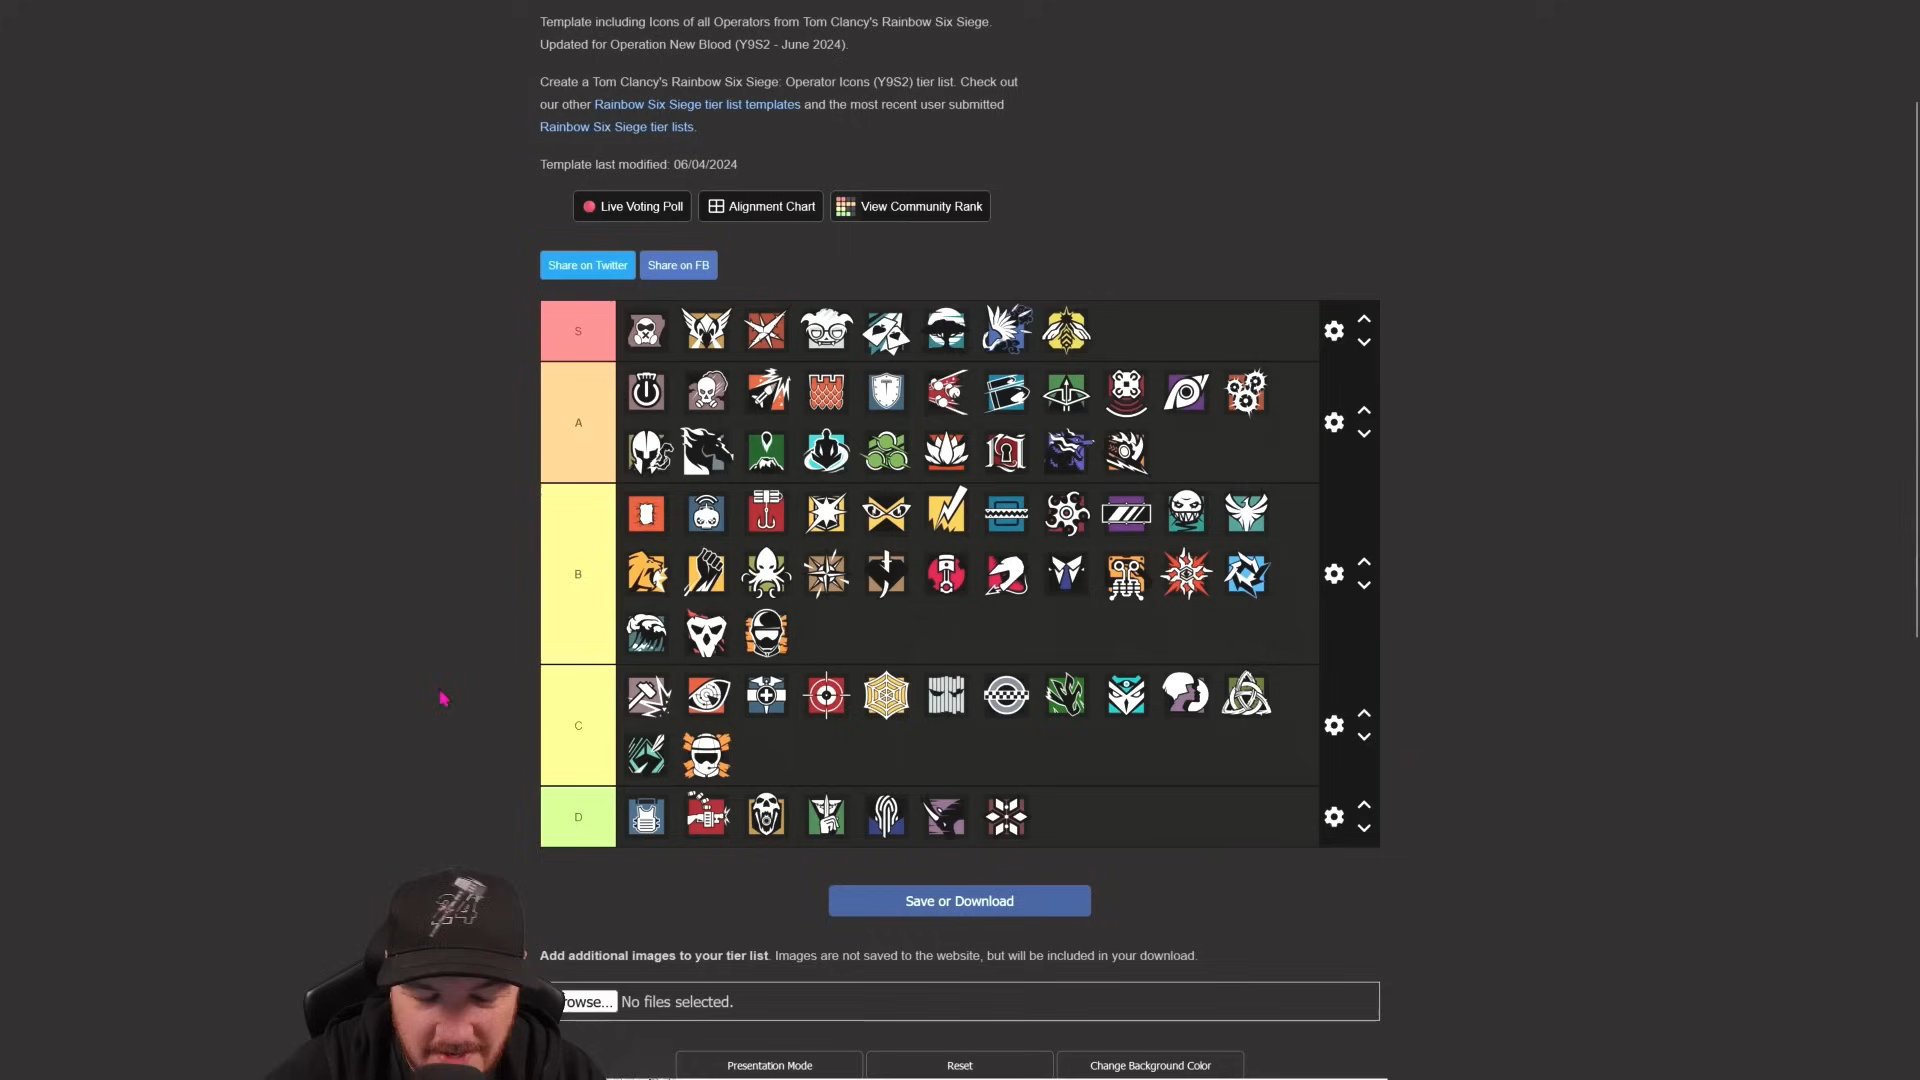 Template including Icons of all Operators from Tom Clancy's Rainbow Six Siege.
Updated for Operation New Blood (Y9S2 - June 2024).
Create a Tom Clancy's Rainbow Six Siege: Operator Icons (Y9S2) tier list. Check out
our other Rainbow Six Siege tier list templates and the most recent user submitted
Rainbow Six Siege tier lists.
Template last modified: 06/04/2024
Live Voting Poll
Alignment Chart
View Community Rank
Share on Twitter
Share on FB
S
A
B
C
D
Save or Download
24
Add additional images to your tier list. Images are not saved to the website, but will be included in your download.
rowse... No files selected.
Presentation Mode
Reset
Change Background Color